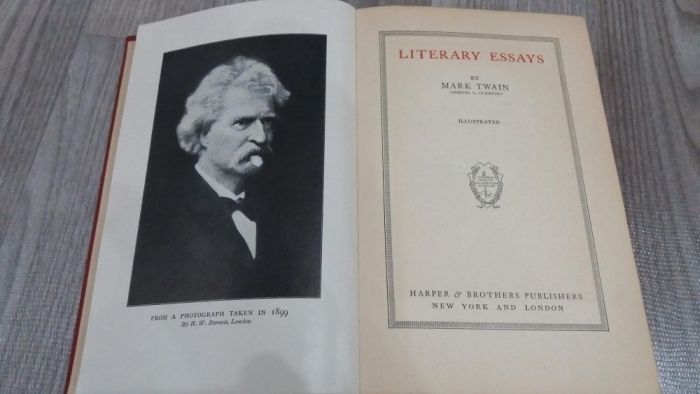 FROM A PHOTOGRAPH TAKEN IN 1899
By H. W. Barnett, London
LITERARY ESSAYS
BY
MARK TWAIN
(SAMUEL L. CLEMENS)
ILLUSTRATED
HARPER & BROTHERS PUBLISHERS
NEW YORK AND LONDON